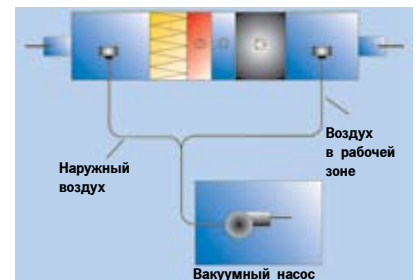 Воздух
в рабочей
зоне
Наружный
воздух
Вакуумный насос